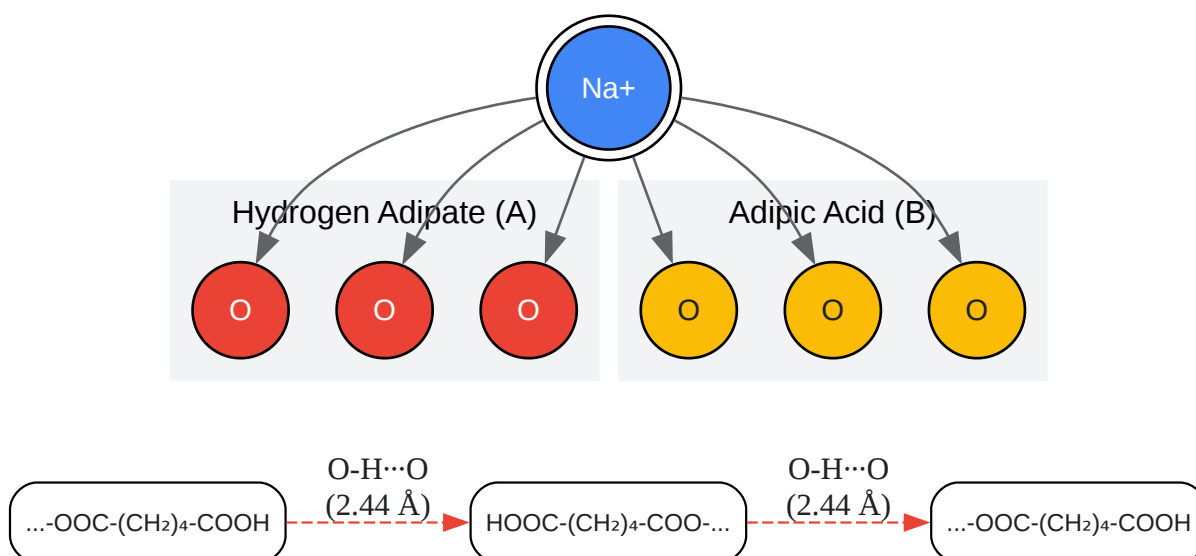 Na+
Hydrogen Adipate (A)
Adipic Acid (B)
O
O
O
O
O
O
O-H···O
(2.44 Å)
O-H···O
(2.44 Å)
...-OOC-(CH₂)₄-COOH
HOOC-(CH₂)₄-COO-...
...-OOC-(CH₂)₄-COOH